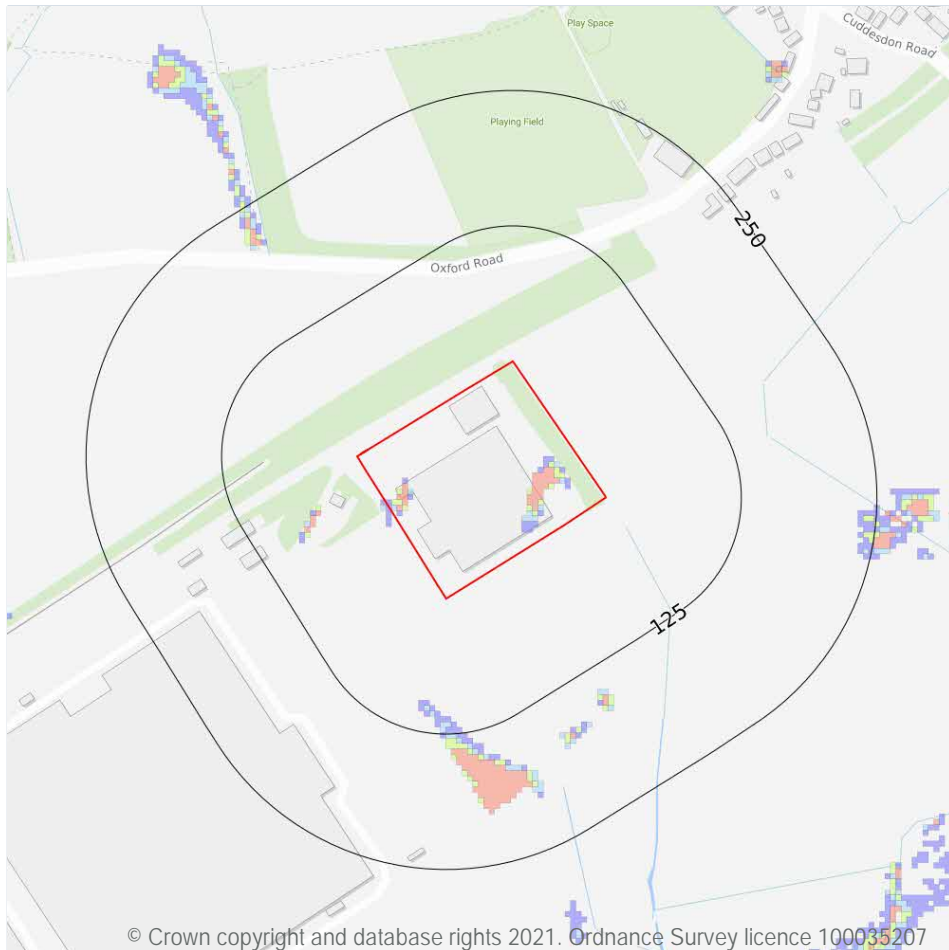 Play Space
Cuddesdon Road
Playing Field
250
Oxford Road
125
© Crown copyright and database rights 2021. Ordnance Survey licence 100035207